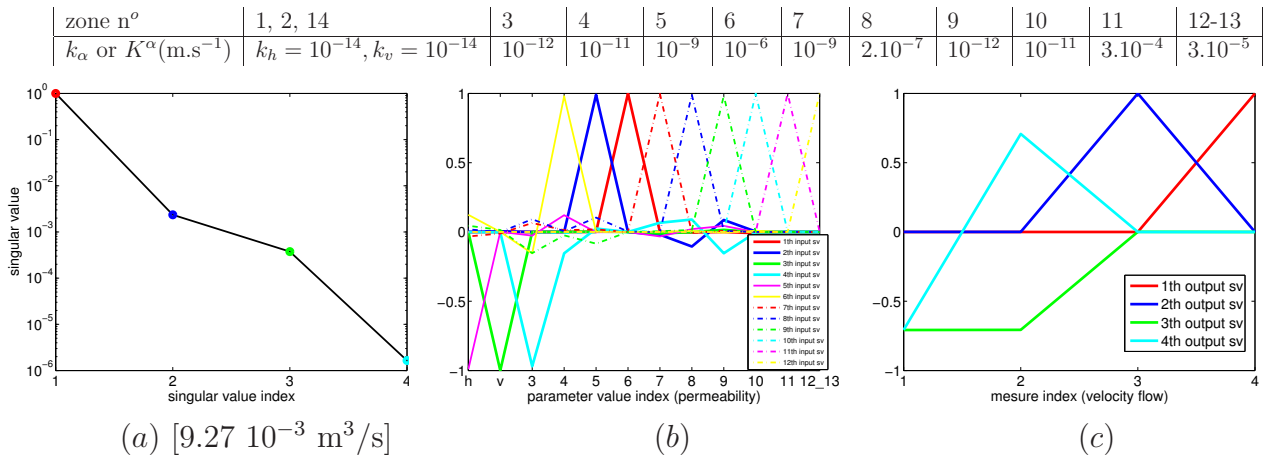 zone nᵒ 1, 2, 14 3 4 5 6 7 8 9 10 11 12-13
k_α or K^α(m.s⁻¹) k_h = 10⁻¹⁴, k_v = 10⁻¹⁴ 10⁻¹² 10⁻¹¹ 10⁻⁹ 10⁻⁶ 10⁻⁹ 2.10⁻⁷ 10⁻¹² 10⁻¹¹ 3.10⁻⁴ 3.10⁻⁵
10⁰
10⁻¹
10⁻²
10⁻³
10⁻⁴
10⁻⁵
10⁻⁶
singular value
1 2 3 4
singular value index
(a) [9.27 10⁻³ m³/s]
1
0.5
0
−0.5
−1
1th input sv
2th input sv
3th input sv
4th input sv
5th input sv
6th input sv
7th input sv
8th input sv
9th input sv
10th input sv
11th input sv
12th input sv
h v 3 4 5 6 7 8 9 10 11 12_13
parameter value index (permeability)
(b)
1
0.5
0
−0.5
−1
1th output sv
2th output sv
3th output sv
4th output sv
1 2 3 4
mesure index (velocity flow)
(c)